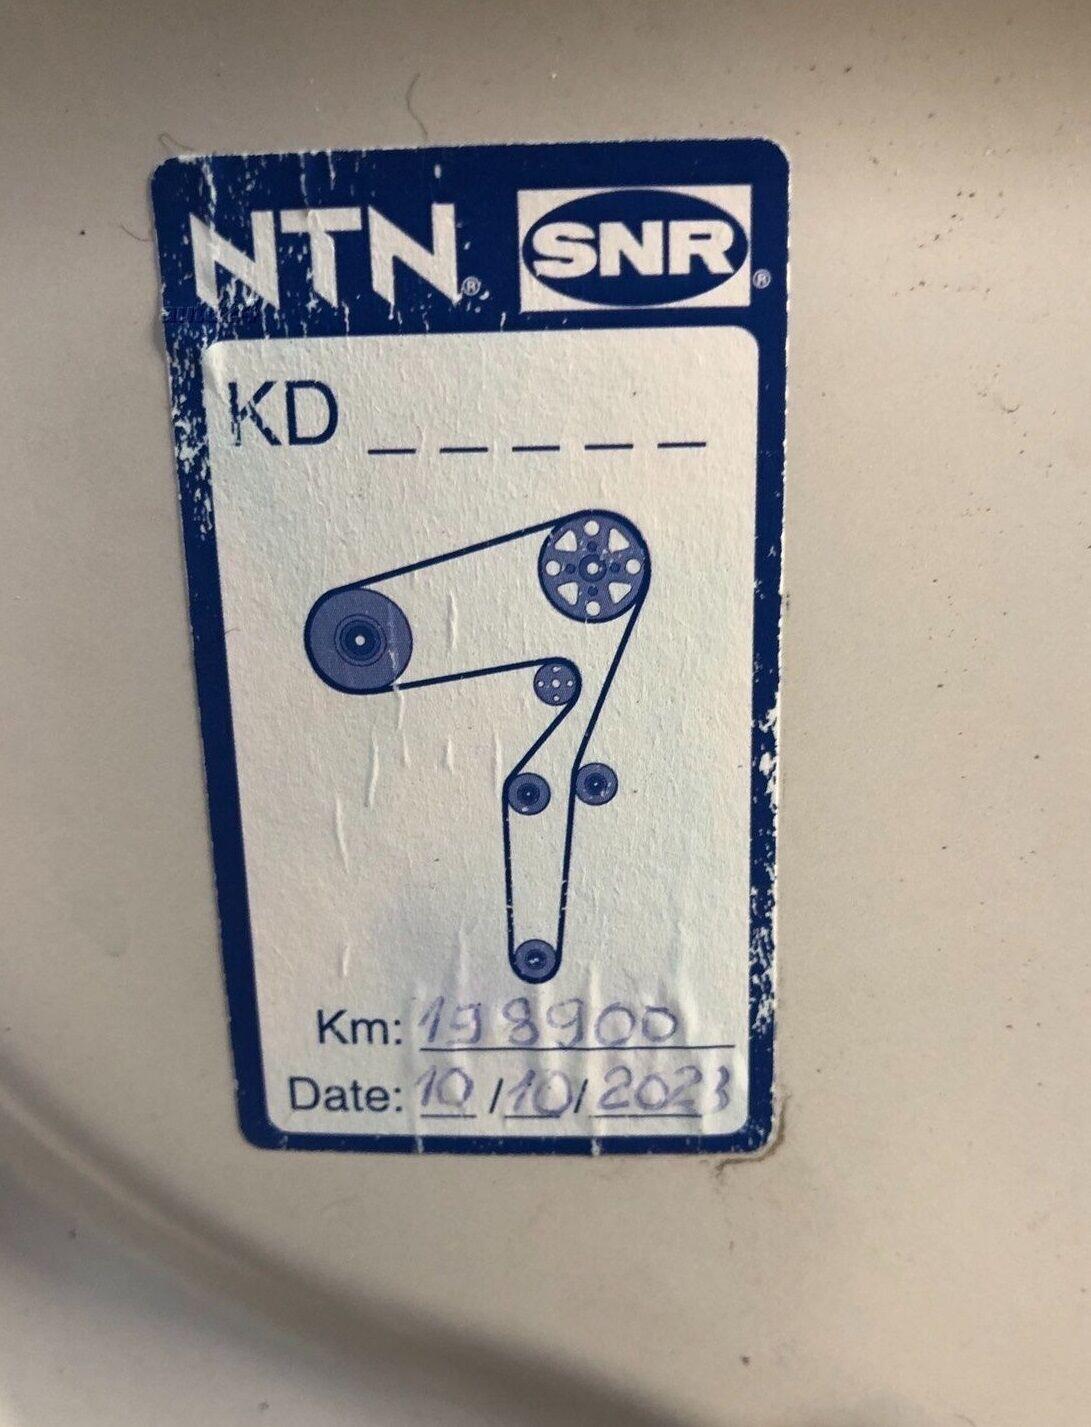 NTN® SNR®
KD _ _ _ _ _
Km: 198900
Date: 10/10/2023